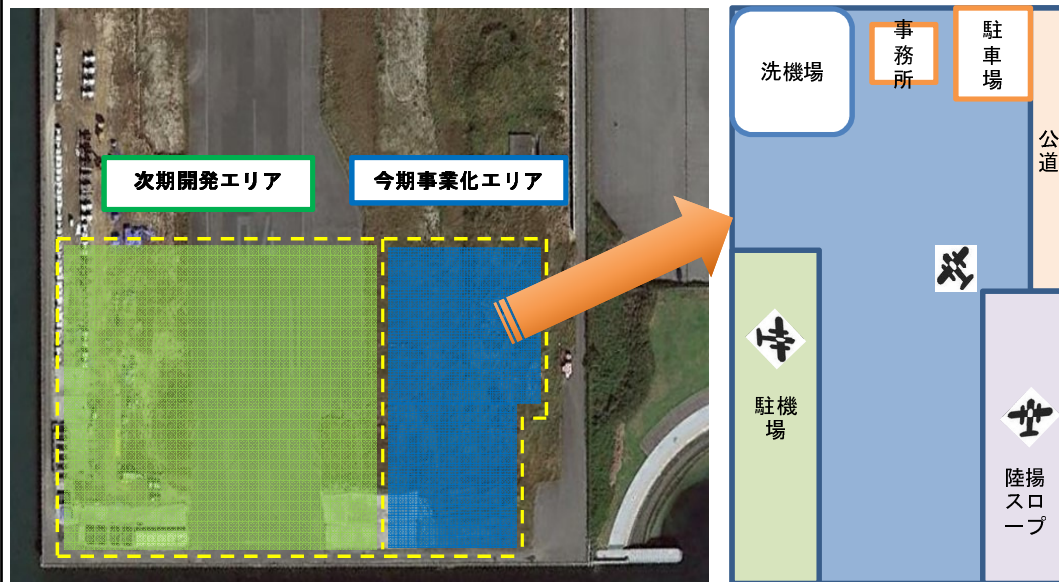 次期開発エリア
今期事業化エリア
洗機場
事
務
所
駐
車
場
公
道
駐機
場
陸揚
スロ
ープ